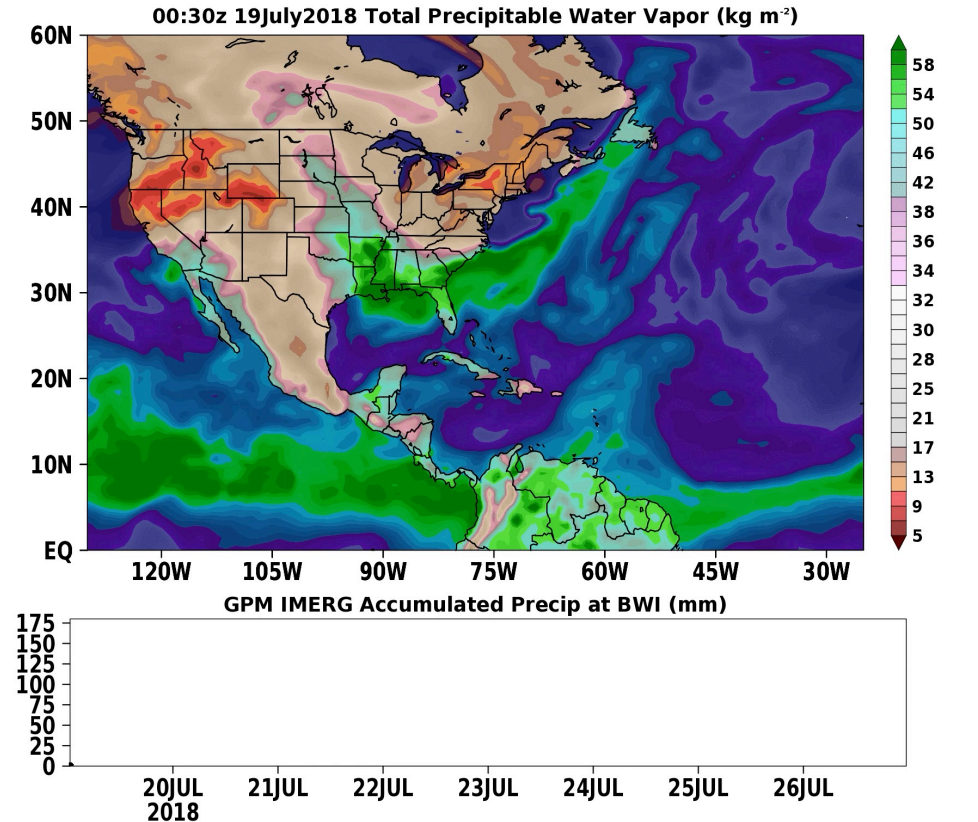 00:30z 19July2018 Total Precipitable Water Vapor (kg m⁻²)
60N
50N
40N
30N
20N
10N
EQ
120W 105W 90W 75W 60W 45W 30W
58
54
50
46
42
38
36
34
32
30
28
25
21
17
13
9
5
GPM IMERG Accumulated Precip at BWI (mm)
175
150
125
100
75
50
25
0
20JUL 21JUL 22JUL 23JUL 24JUL 25JUL 26JUL
2018